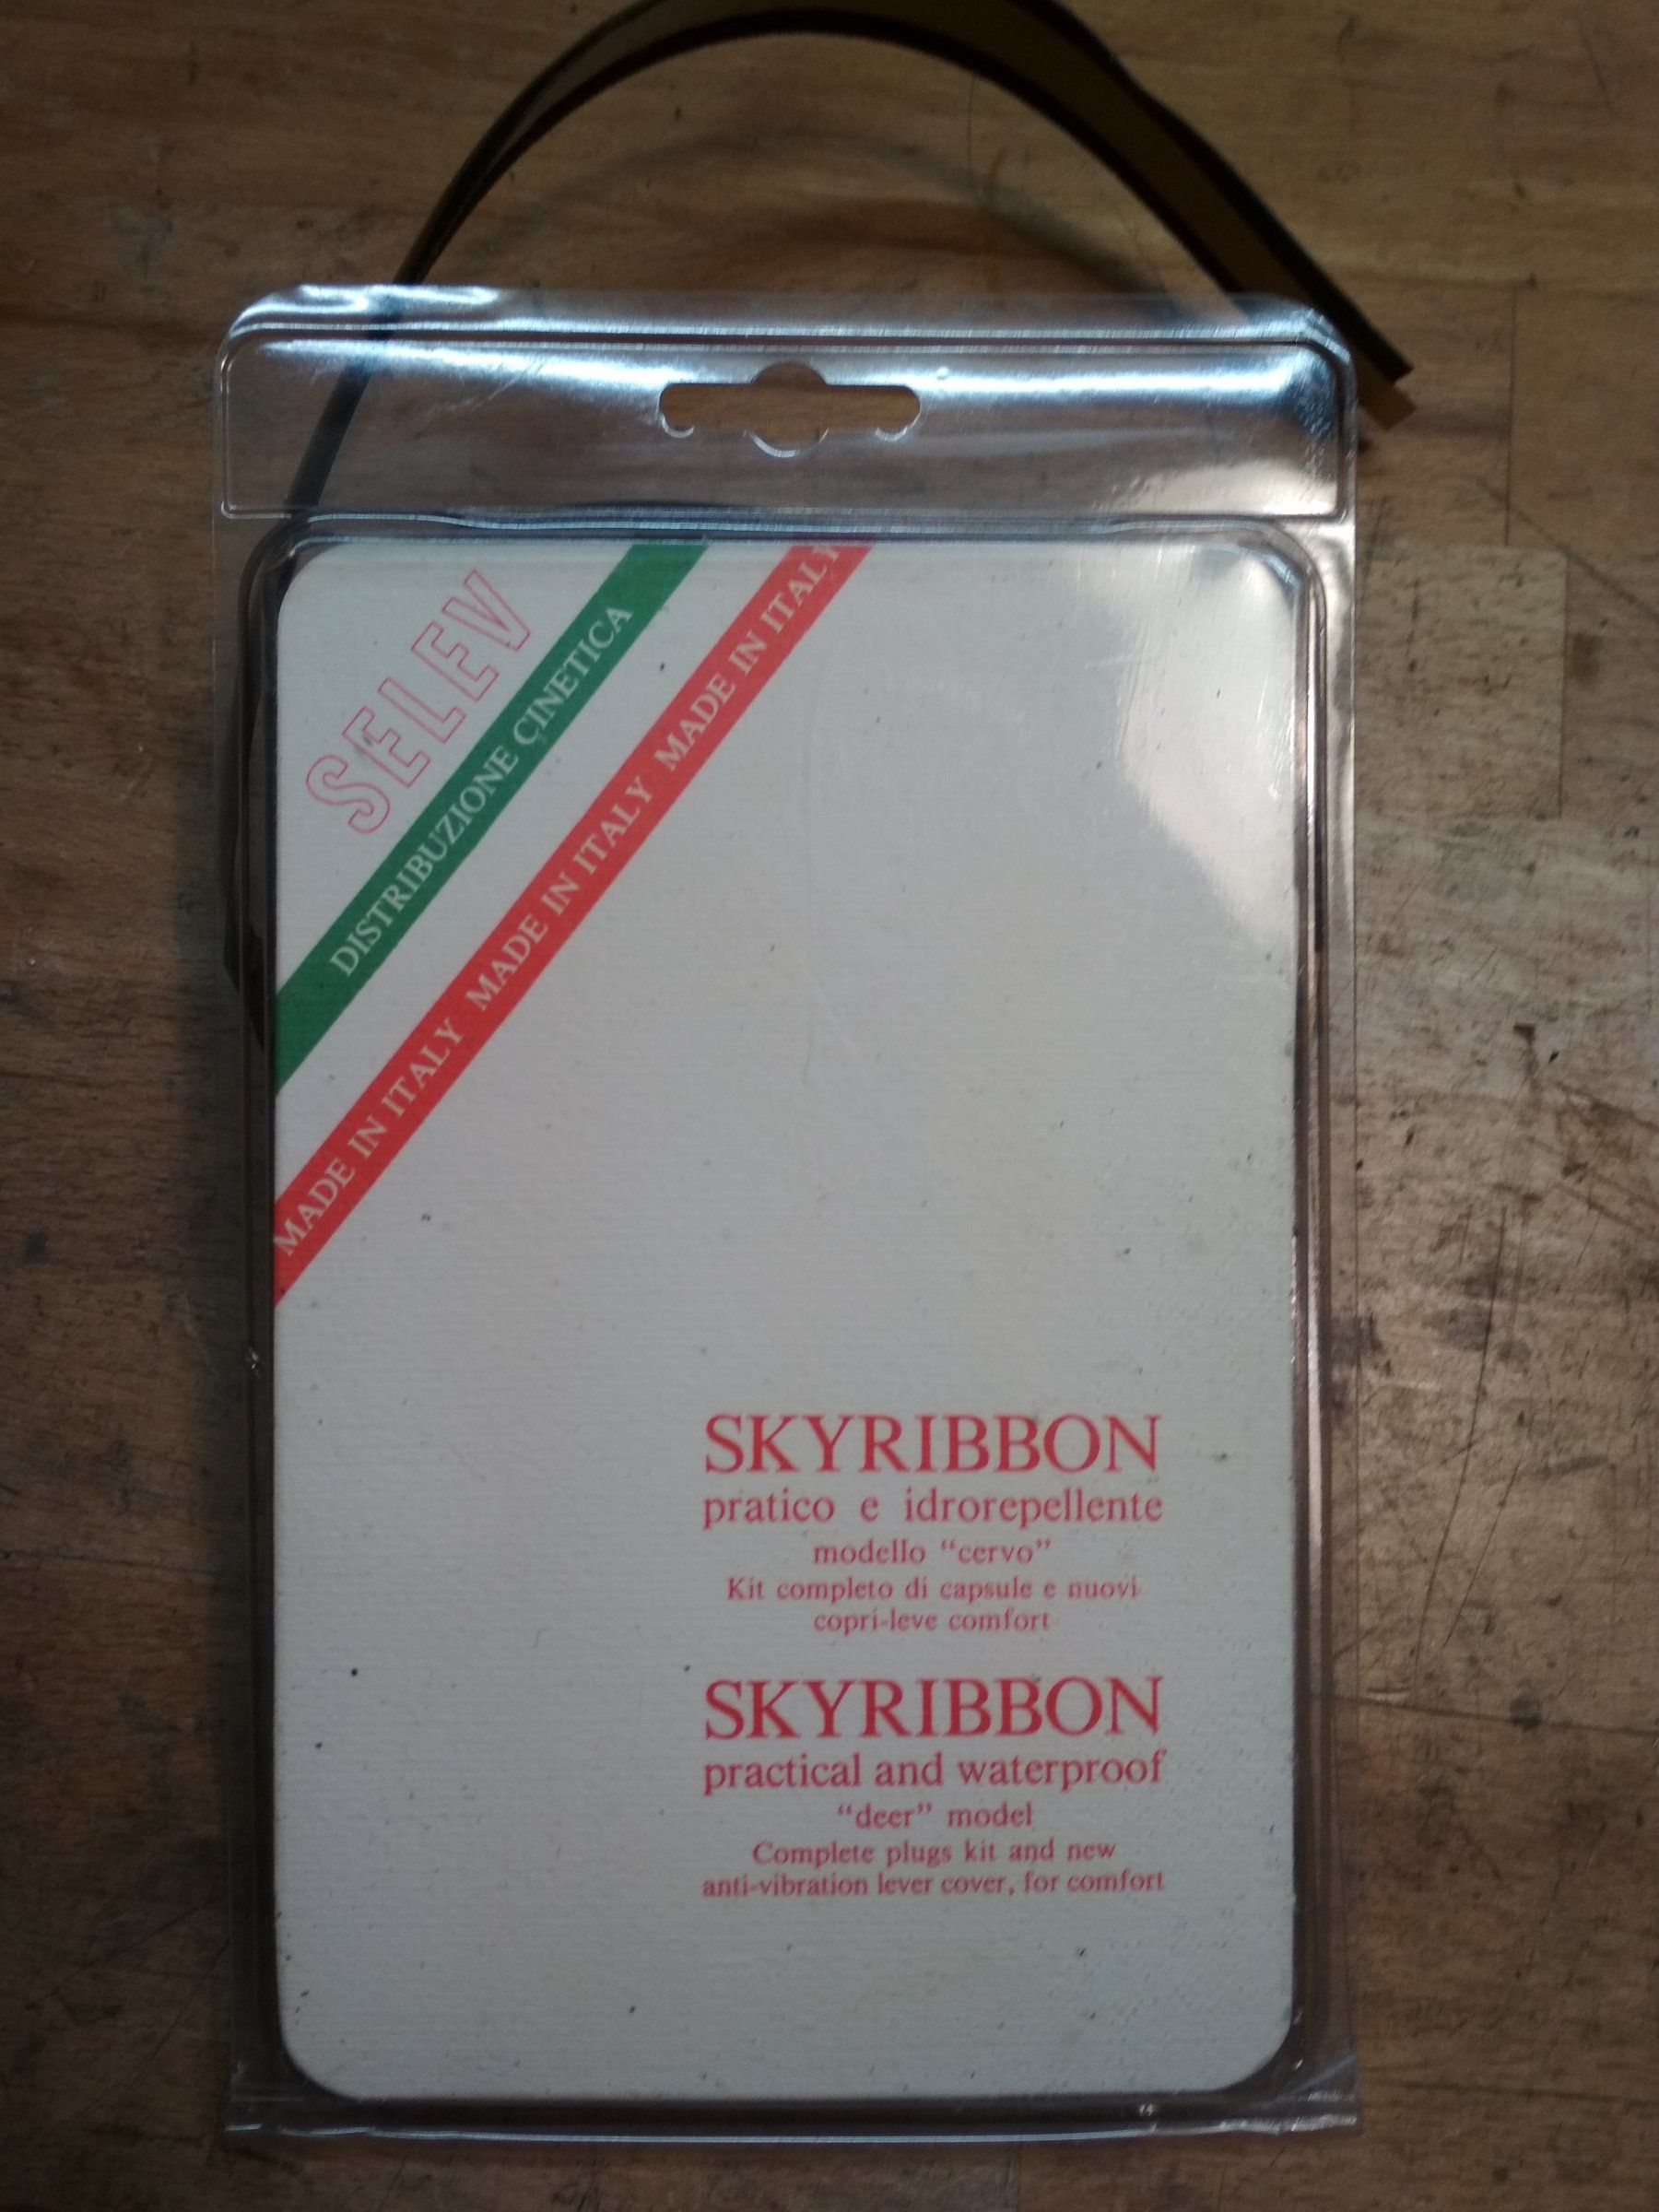 SELEV
DISTRIBUZIONE CINETICA
MADE IN ITALY MADE IN ITALY MADE IN ITALY
SKYRIBBON
pratico e idrorepellente
modello “cervo”
Kit completo di capsule e nuovi
copri-leve comfort
SKYRIBBON
practical and waterproof
“deer” model
Complete plugs kit and new
anti-vibration lever cover, for comfort